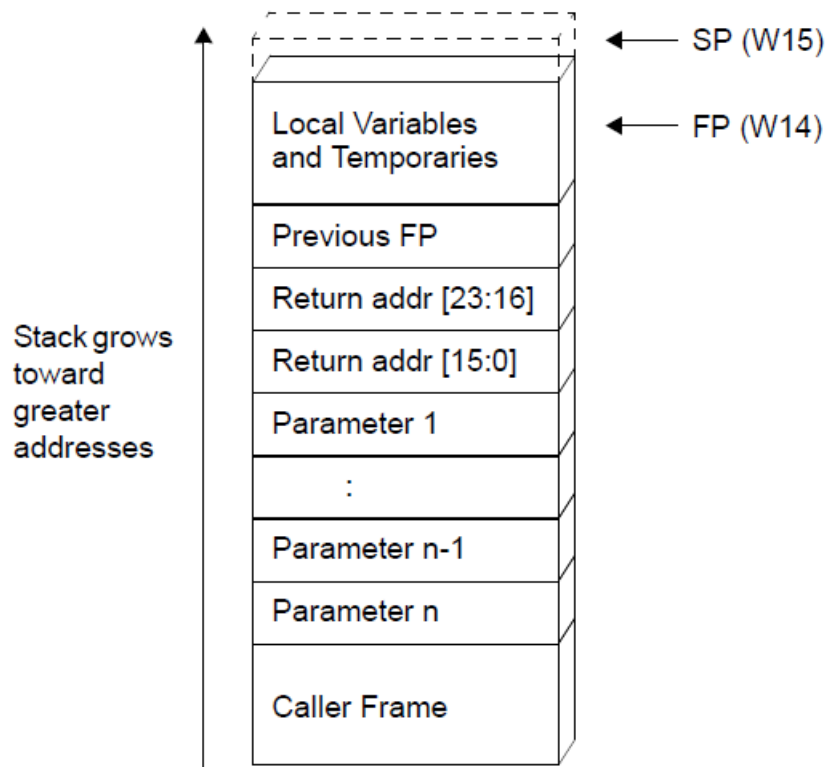 SP (W15)
Local Variables
and Temporaries
FP (W14)
Previous FP
Return addr [23:16]
Stack grows
toward
greater
addresses
Return addr [15:0]
Parameter 1
:
Parameter n-1
Parameter n
Caller Frame